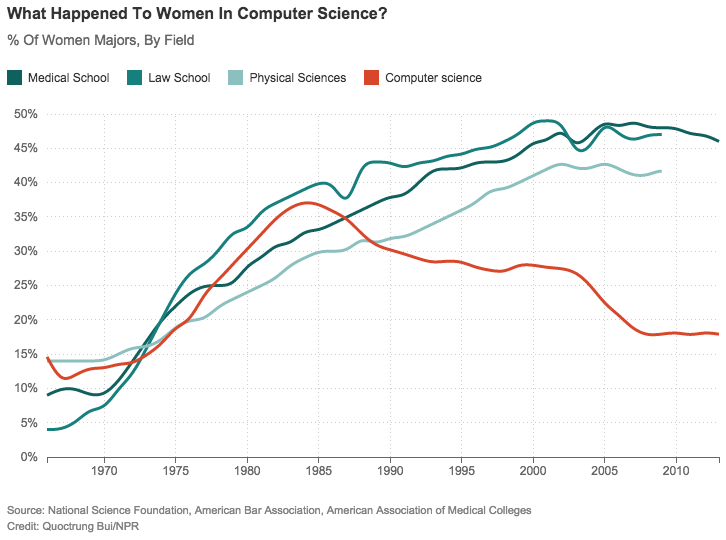 What Happened To Women In Computer Science?
% Of Women Majors, By Field
Medical School Law School Physical Sciences Computer science
50%
45%
40%
35%
30%
25%
20%
15%
10%
5%
0%
1970 1975 1980 1985 1990 1995 2000 2005 2010
Source: National Science Foundation, American Bar Association, American Association of Medical Colleges
Credit: Quoctrung Bui/NPR